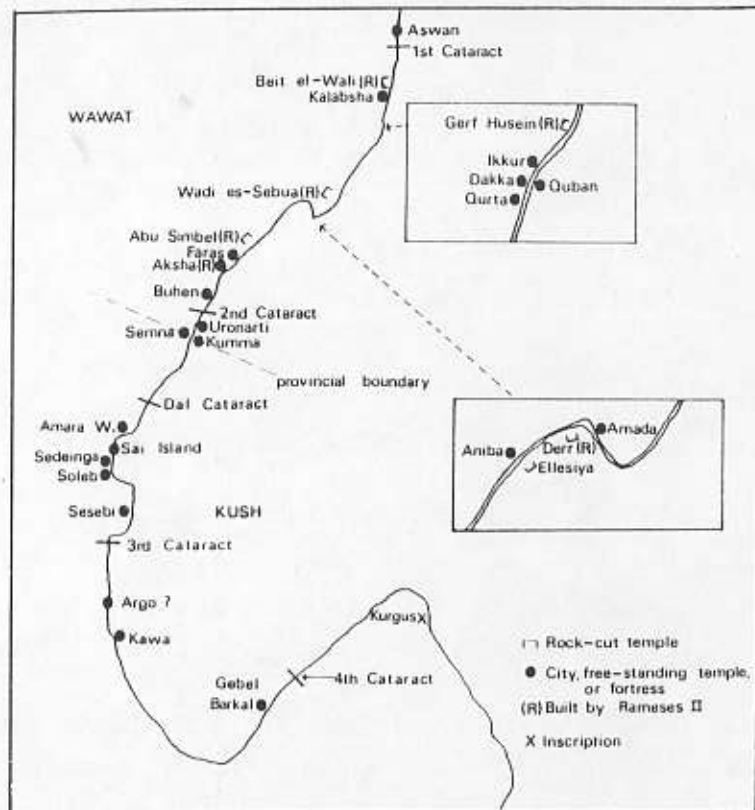 Aswan
1st Cataract
Beit el-Wali (R)
Kalabsha
WAWAT
Gerf Husein (R)
Ikkur
Dakka
Quban
Qurta
Wadi es-Sebua (R)
Abu Simbel (R)
Faras
Aksha (R)
Buhen
2nd Cataract
Uronarti
Semna
Kumma
provincial boundary
Dal Cataract
Amara W.
Sai Island
Sedeinga
Soleb
Amada
Aniba
Derr (R)
Ellesiya
Sesebi
KUSH
3rd Cataract
Argo ?
Kawa
Kurgus X
4th Cataract
Gebel
Barkal
Rock-cut temple
City, free-standing temple,
or fortress
(R) Built by Rameses II
X Inscription